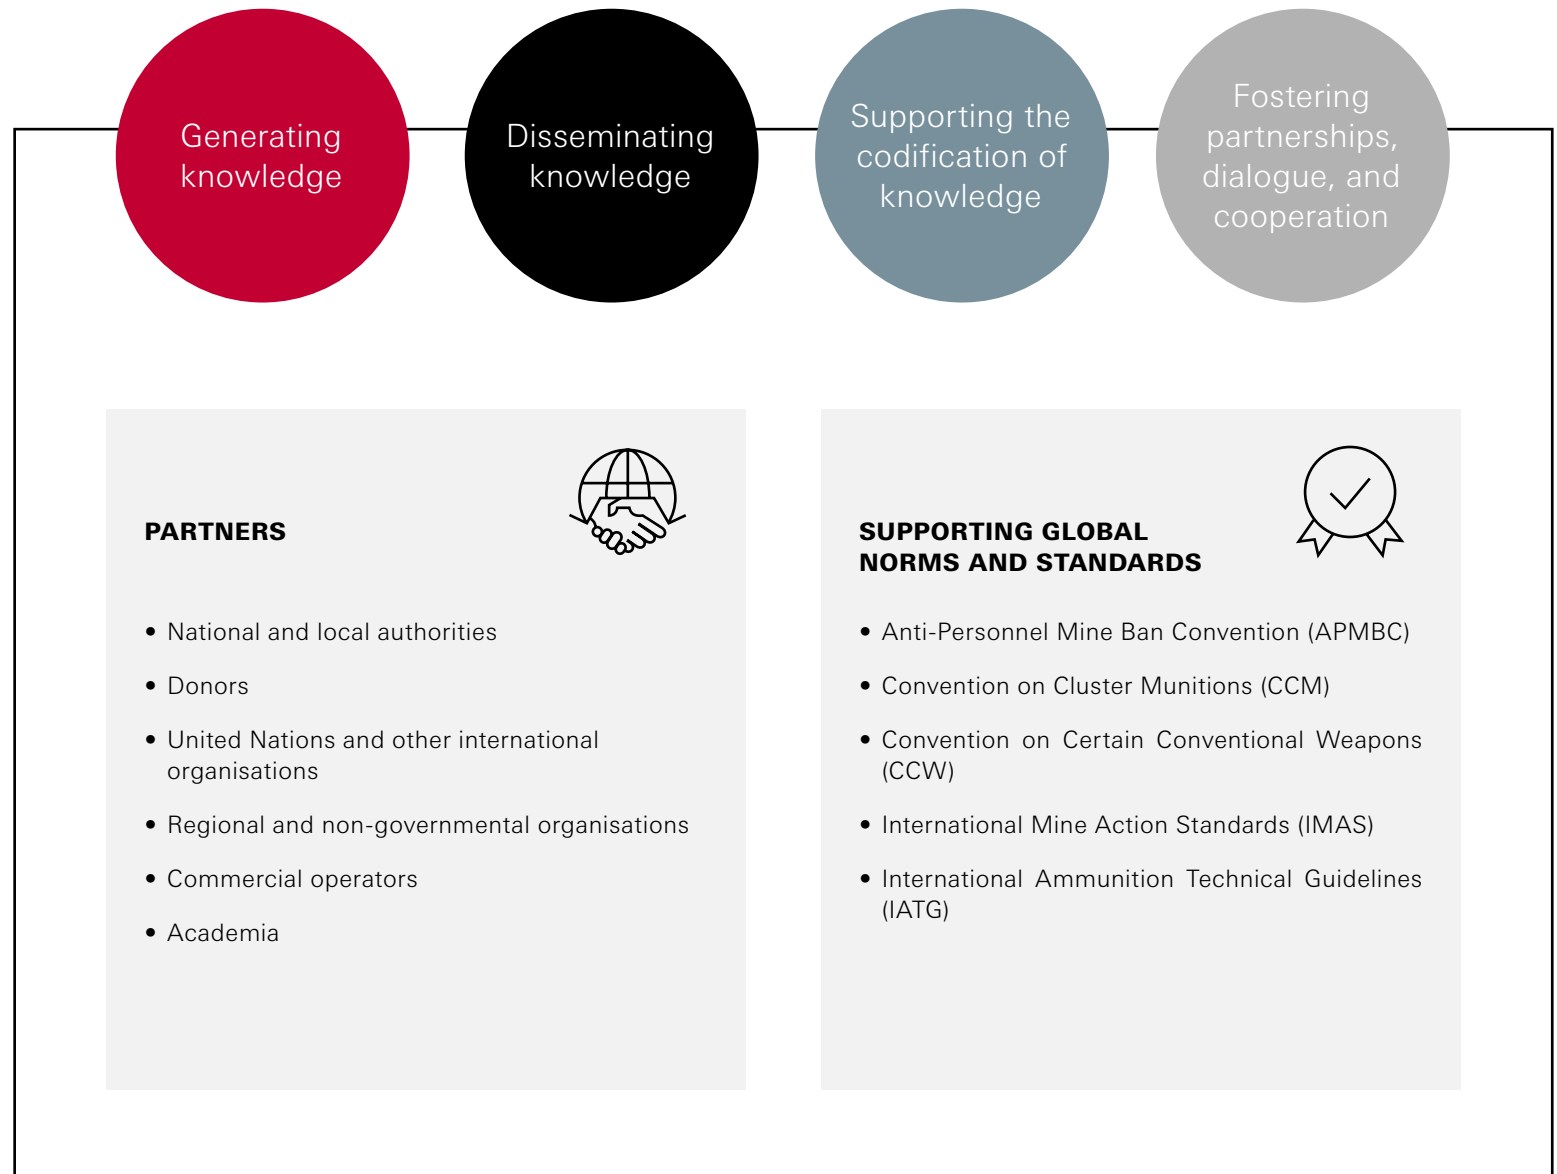 Generating
knowledge
Disseminating
knowledge
Supporting the
codification of
knowledge
Fostering
partnerships,
dialogue, and
cooperation
PARTNERS
• National and local authorities
• Donors
• United Nations and other international
organisations
• Regional and non-governmental organisations
• Commercial operators
• Academia
SUPPORTING GLOBAL
NORMS AND STANDARDS
• Anti-Personnel Mine Ban Convention (APMBC)
• Convention on Cluster Munitions (CCM)
• Convention on Certain Conventional Weapons
(CCW)
• International Mine Action Standards (IMAS)
• International Ammunition Technical Guidelines
(IATG)